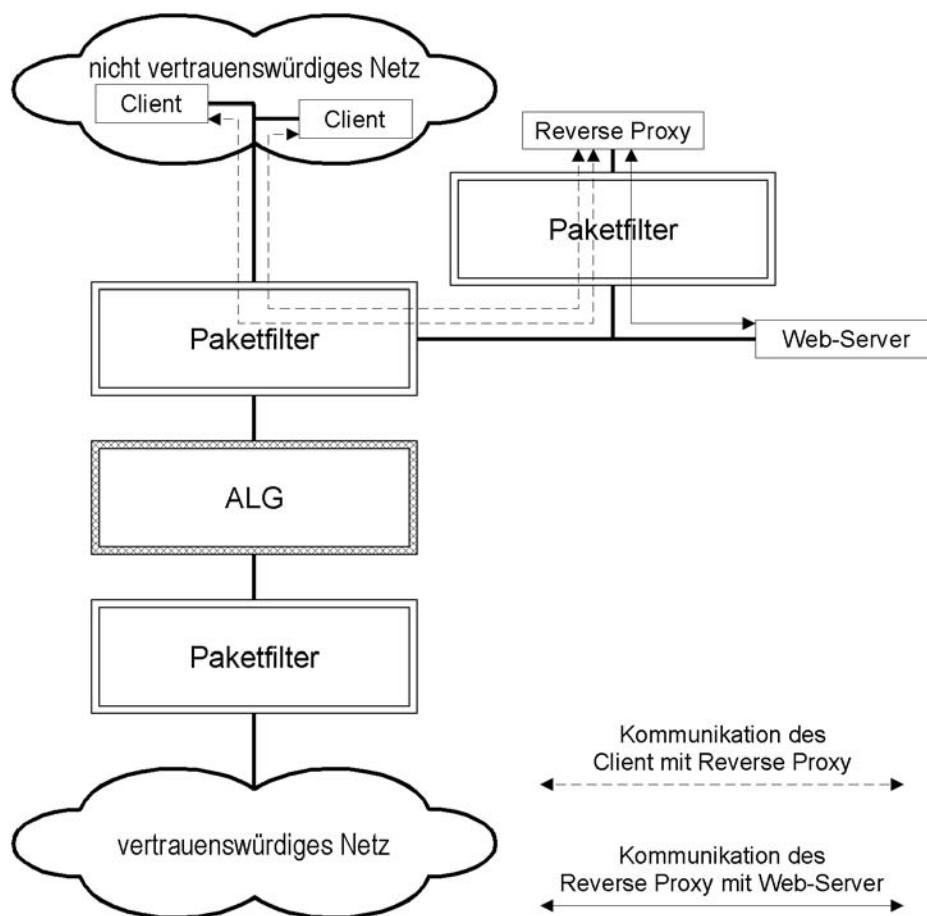 nicht vertrauenswürdiges Netz
Client
Client
Reverse Proxy
Paketfilter
Paketfilter
Web-Server
ALG
Paketfilter
vertrauenswürdiges Netz
Kommunikation des
Client mit Reverse Proxy
Kommunikation des
Reverse Proxy mit Web-Server